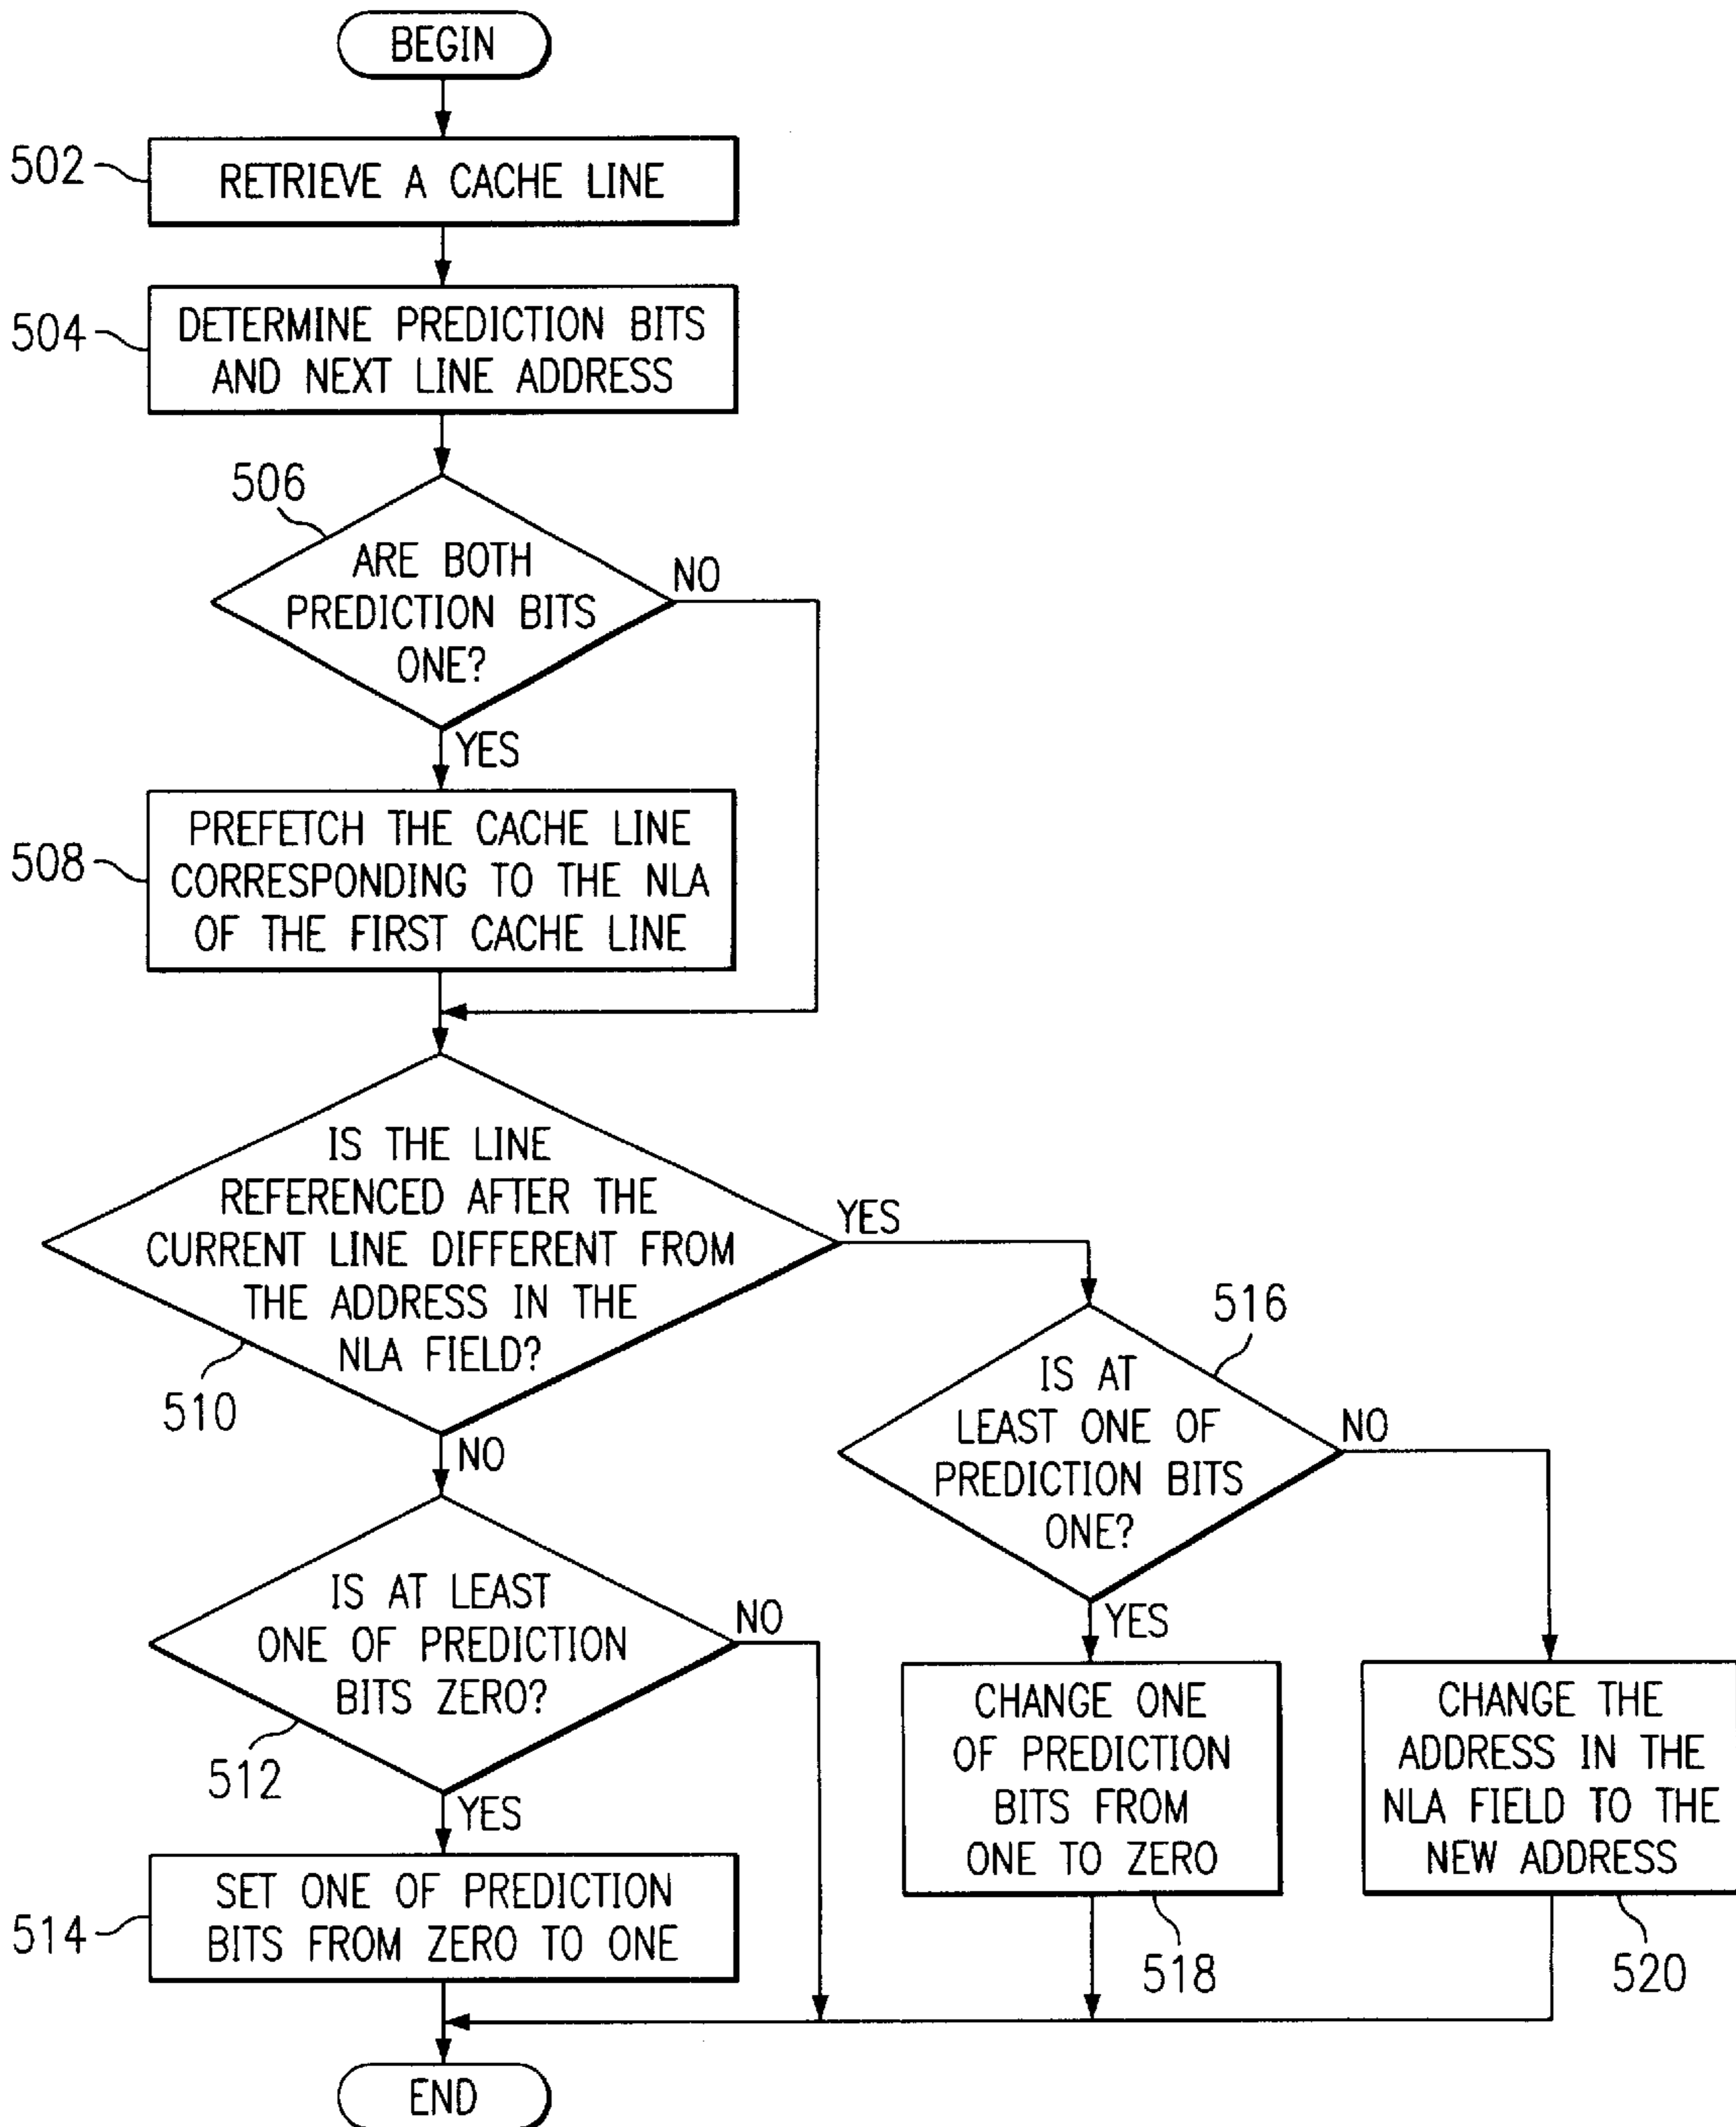 BEGIN
502
RETRIEVE A CACHE LINE
504
DETERMINE PREDICTION BITS
AND NEXT LINE ADDRESS
506
ARE BOTH
PREDICTION BITS
ONE?
NO
YES
508
PREFETCH THE CACHE LINE
CORRESPONDING TO THE NLA
OF THE FIRST CACHE LINE
IS THE LINE
REFERENCED AFTER THE
CURRENT LINE DIFFERENT FROM
THE ADDRESS IN THE
NLA FIELD?
510
YES
NO
516
IS AT
LEAST ONE OF
PREDICTION BITS
ONE?
NO
YES
IS AT LEAST
ONE OF PREDICTION
BITS ZERO?
512
NO
YES
514
SET ONE OF PREDICTION
BITS FROM ZERO TO ONE
CHANGE ONE
OF PREDICTION
BITS FROM
ONE TO ZERO
518
CHANGE THE
ADDRESS IN THE
NLA FIELD TO THE
NEW ADDRESS
520
END